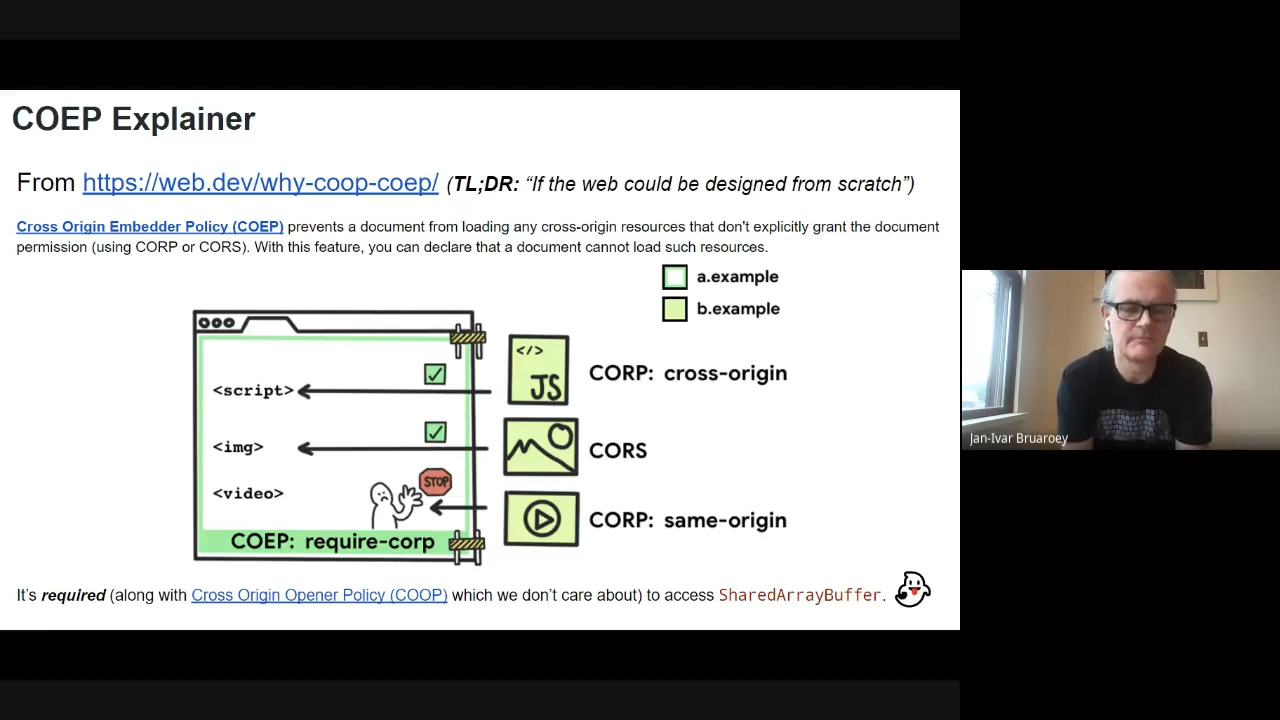 COEP Explainer
From https://web.dev/why-coop-coep/ (TL;DR: “If the web could be designed from scratch”)
Cross Origin Embedder Policy (COEP) prevents a document from loading any cross-origin resources that don't explicitly grant the document
permission (using CORP or CORS). With this feature, you can declare that a document cannot load such resources.
a.example
b.example
</>
JS
CORP: cross-origin
<script>
<img>
CORS
STOP
<video>
CORP: same-origin
COEP: require-corp
It’s required (along with Cross Origin Opener Policy (COOP) which we don’t care about) to access SharedArrayBuffer.
Jan-Ivar Bruaroey